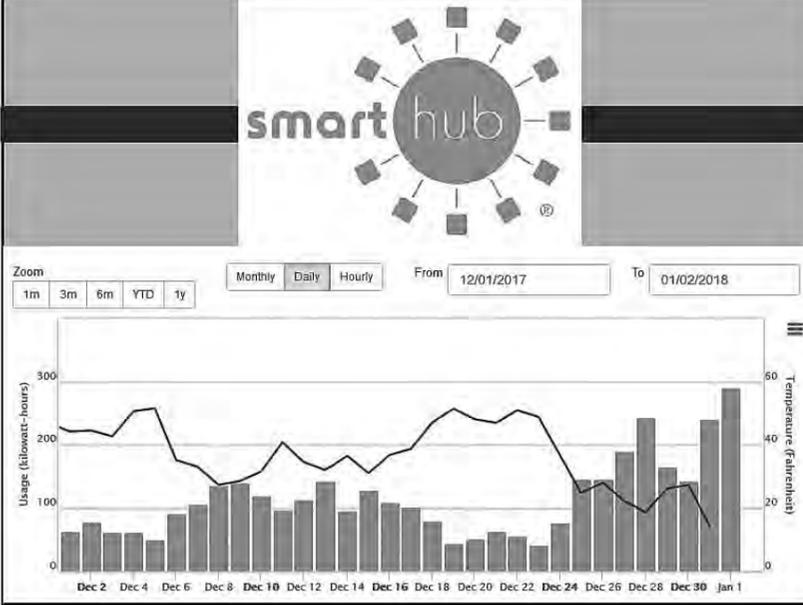 smart hub
®
Zoom
1m 3m 6m YTD 1y
Monthly Daily Hourly
From 12/01/2017
To 01/02/2018
Usage (kilowatt-hours)
300
200
100
0
Temperature (Fahrenheit)
60
40
20
0
Dec 2 Dec 4 Dec 6 Dec 8 Dec 10 Dec 12 Dec 14 Dec 16 Dec 18 Dec 20 Dec 22 Dec 24 Dec 26 Dec 28 Dec 30 Jan 1